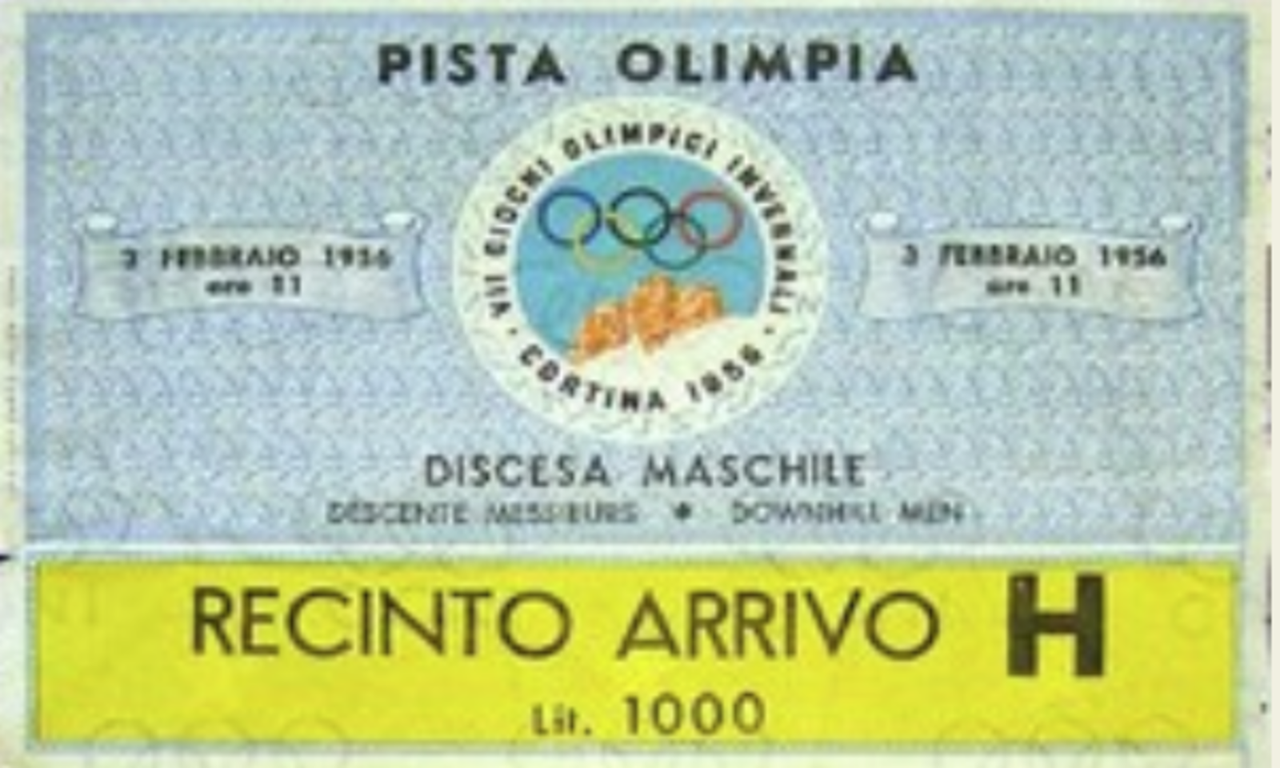 PISTA OLIMPIA
VII GIOCHI OLIMPICI INVERNALI
· CORTINA 1956 ·
3 FEBBRAIO 1956
ore 11
3 FEBBRAIO 1956
ore 11
DISCESA MASCHILE
DESCENTE MESSIEURS ✦ DOWNHILL MEN
RECINTO ARRIVO H
Lit. 1000